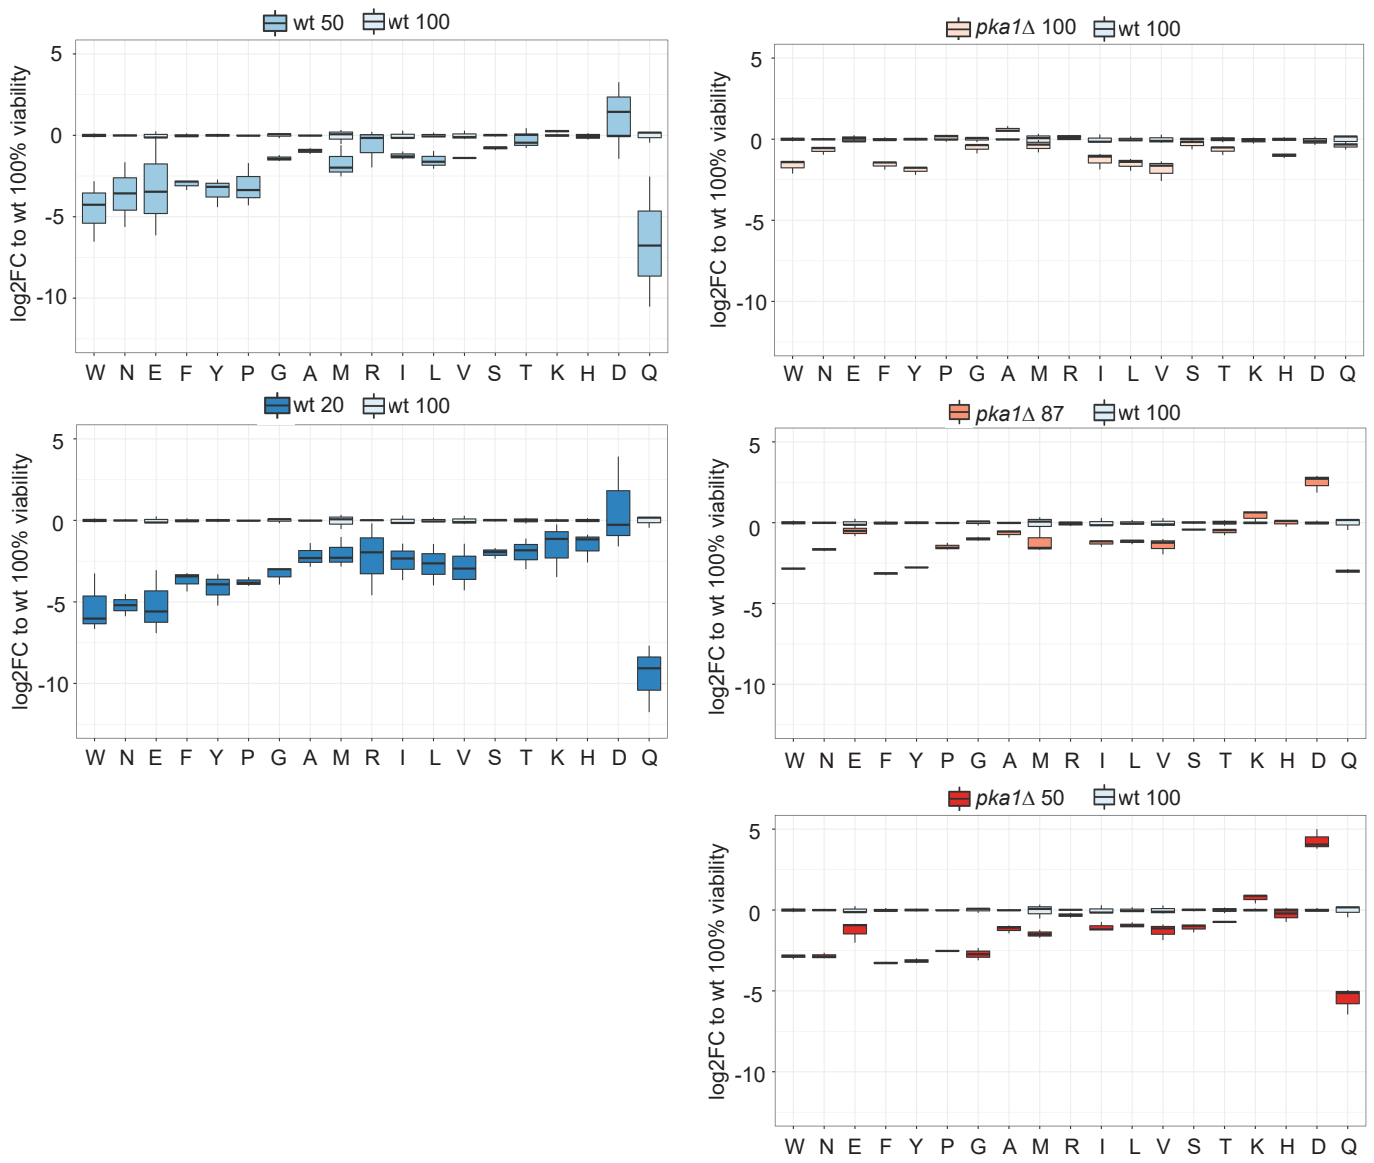 wt 50 wt 100
log2FC to wt 100% viability
5
0
-5
-10
W N E F Y P G A M R I L V S T K H D Q
pka1Δ 100 wt 100
log2FC to wt 100% viability
5
0
-5
-10
W N E F Y P G A M R I L V S T K H D Q
wt 20 wt 100
log2FC to wt 100% viability
5
0
-5
-10
W N E F Y P G A M R I L V S T K H D Q
pka1Δ 87 wt 100
log2FC to wt 100% viability
5
0
-5
-10
W N E F Y P G A M R I L V S T K H D Q
pka1Δ 50 wt 100
log2FC to wt 100% viability
5
0
-5
-10
W N E F Y P G A M R I L V S T K H D Q